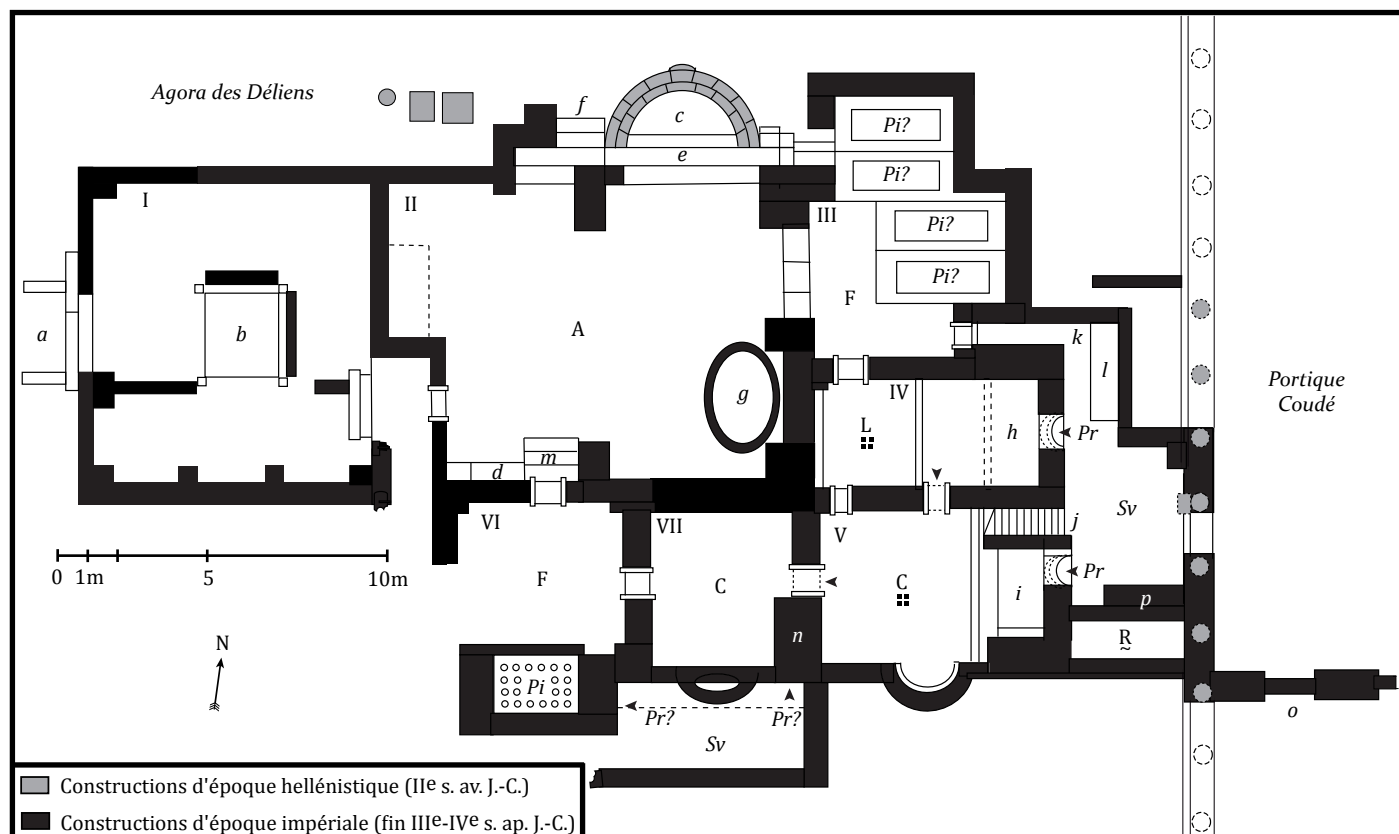 Agora des Déliens
f
c
Pi?
e
Pi?
I
II
III
Pi?
Pi?
F
a
b
A
k
l
Portique
Coudé
g
IV
L
h
Pr
d
m
VI
VII
V
Sv
j
0 1m 5 10m
F
C
C
Pr
i
p
n
R
~
N
Pi
Pr?
Pr?
o
Sv
Constructions d'époque hellénistique (IIe s. av. J.-C.)
Constructions d'époque impériale (fin IIIe-IVe s. ap. J.-C.)